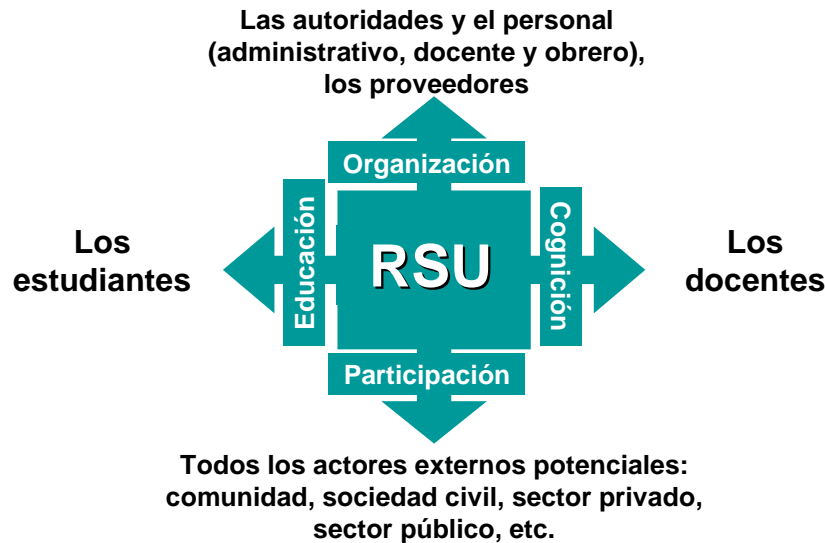 Las autoridades y el personal
(administrativo, docente y obrero),
los proveedores
Organización
Los
estudiantes
Educación
RSU
Cognición
Los
docentes
Participación
Todos los actores externos potenciales:
comunidad, sociedad civil, sector privado,
sector público, etc.